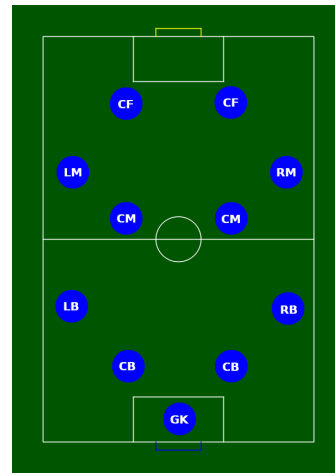 CF CF
LM RM
CM CM
LB RB
CB CB
GK